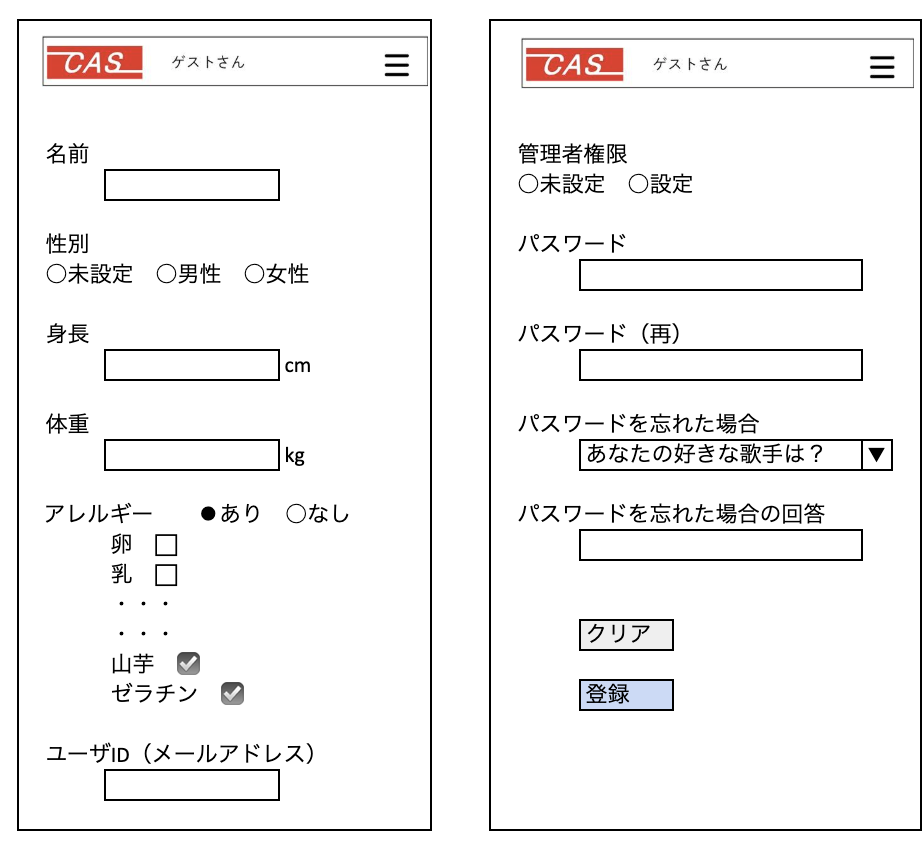 CAS ゲストさん
名前
性別
○未設定 ○男性 ○女性
身長
cm
体重
kg
アレルギー ●あり ○なし
卵
乳
・・・
・・・
山芋
ゼラチン
ユーザID（メールアドレス）
CAS ゲストさん
管理者権限
○未設定 ○設定
パスワード
パスワード（再）
パスワードを忘れた場合
あなたの好きな歌手は？ ▼
パスワードを忘れた場合の回答
クリア
登録